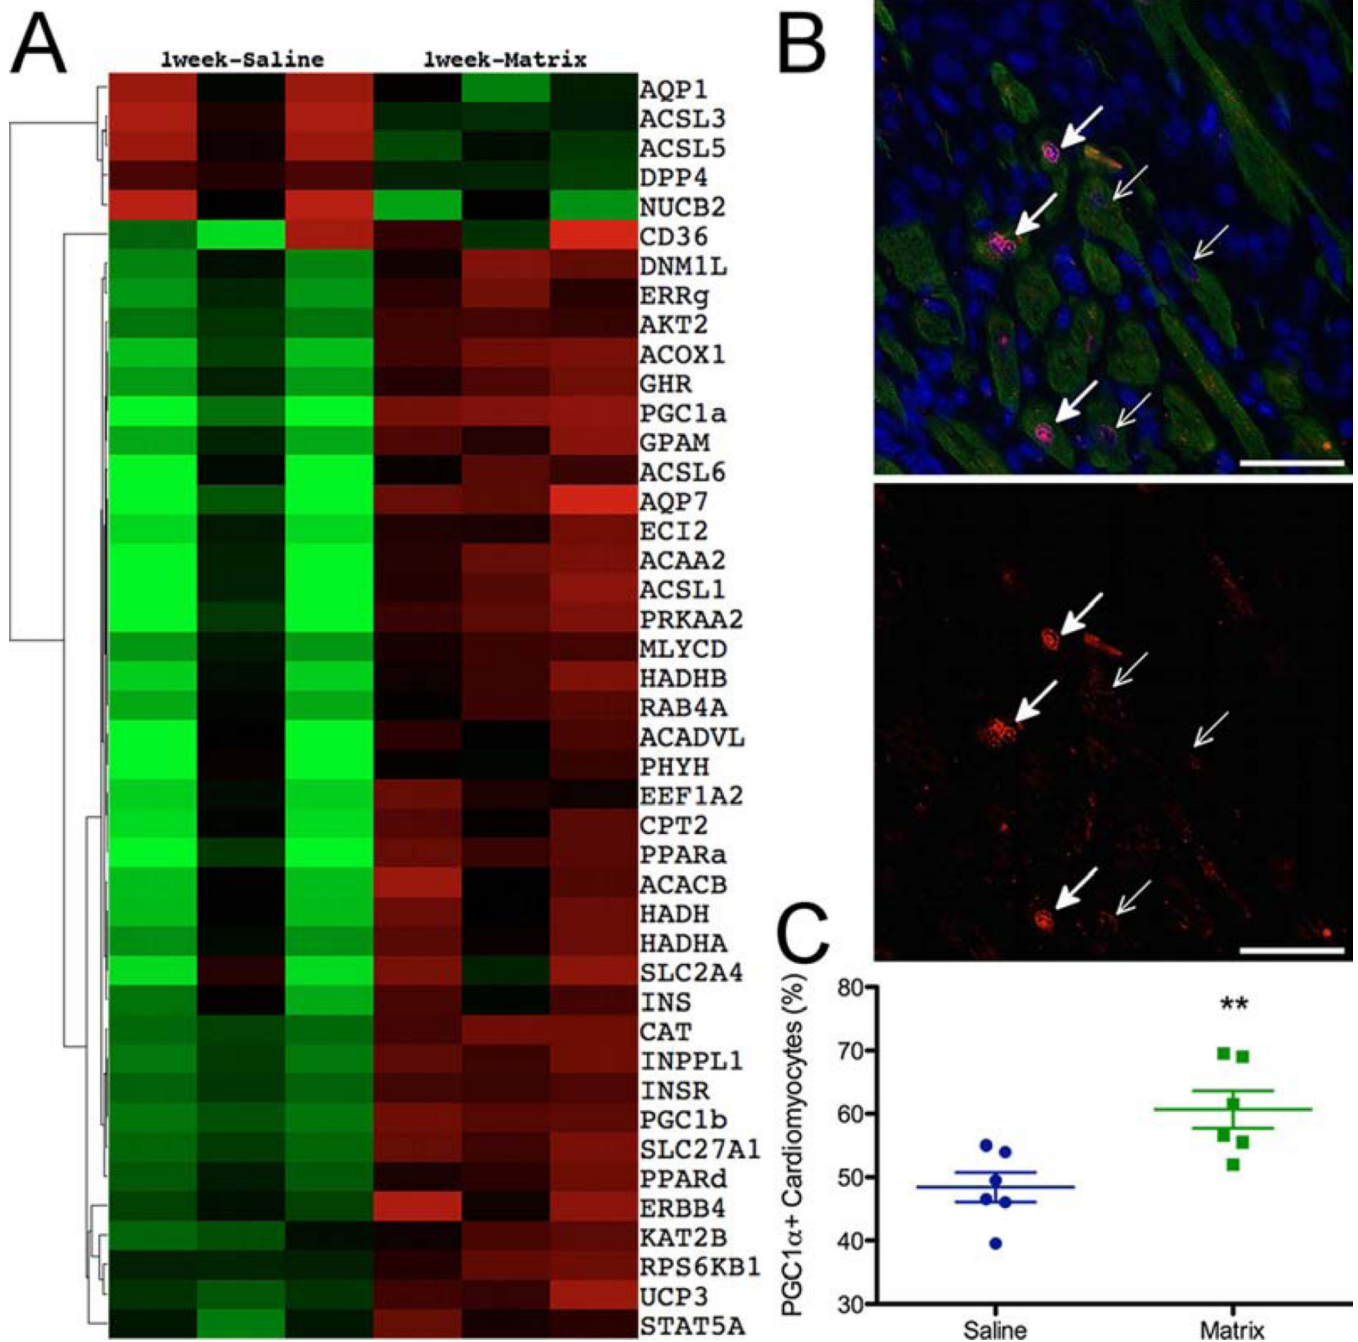 A
1week-Saline 1week-Matrix
AQP1
ACSL3
ACSL5
DPP4
NUCB2
CD36
DNM1L
ERRg
AKT2
ACOX1
GHR
PGC1a
GPAM
ACSL6
AQP7
ECI2
ACAA2
ACSL1
PRKAA2
MLYCD
HADHB
RAB4A
ACADVL
PHYH
EEF1A2
CPT2
PPARa
ACACB
HADH
HADHA
SLC2A4
INS
CAT
INPPL1
INSR
PGC1b
SLC27A1
PPARd
ERBB4
KAT2B
RPS6KB1
UCP3
STAT5A
B
C
PGC1α+ Cardiomyocytes (%)
80
70
60
50
40
30
**
Saline Matrix